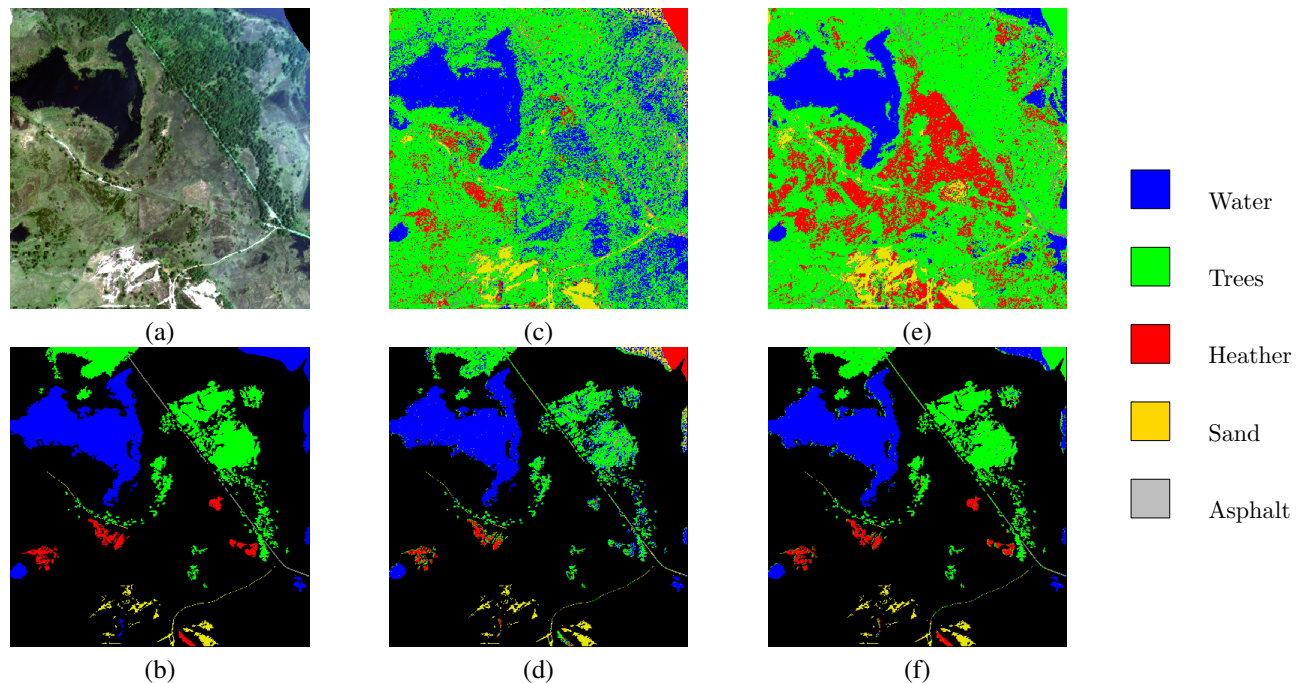 (a)
(c)
(e)
(b)
(d)
(f)
Water
Trees
Heather
Sand
Asphalt